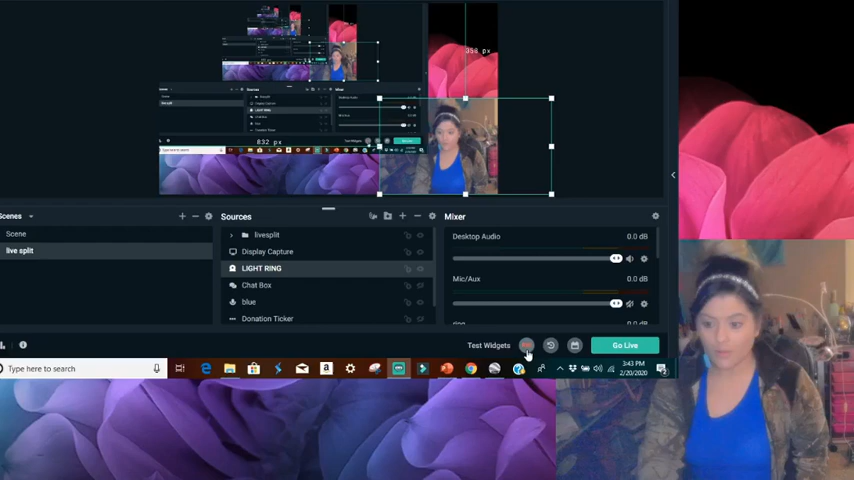 358 px
832 px
Scenes
Sources
Mixer
Scene
live split
livesplit
Display Capture
LIGHT RING
Chat Box
blue
Donation Ticker
Desktop Audio 0.0 dB
Mic/Aux 0.0 dB
ring
Test Widgets
REC
Go Live
Type here to search
3:43 PM
2/20/2020